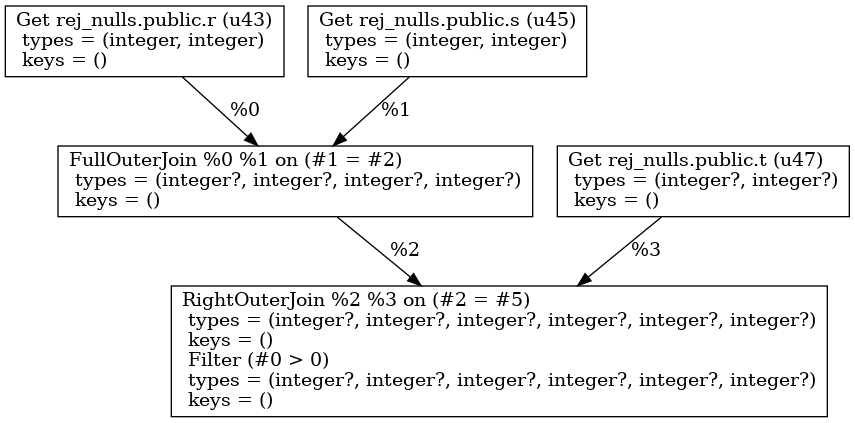 Get rej_nulls.public.r (u43)
types = (integer, integer)
keys = ()
Get rej_nulls.public.s (u45)
types = (integer, integer)
keys = ()
%0
%1
FullOuterJoin %0 %1 on (#1 = #2)
types = (integer?, integer?, integer?, integer?)
keys = ()
Get rej_nulls.public.t (u47)
types = (integer?, integer?)
keys = ()
%2
%3
RightOuterJoin %2 %3 on (#2 = #5)
types = (integer?, integer?, integer?, integer?, integer?, integer?)
keys = ()
Filter (#0 > 0)
types = (integer?, integer?, integer?, integer?, integer?, integer?)
keys = ()